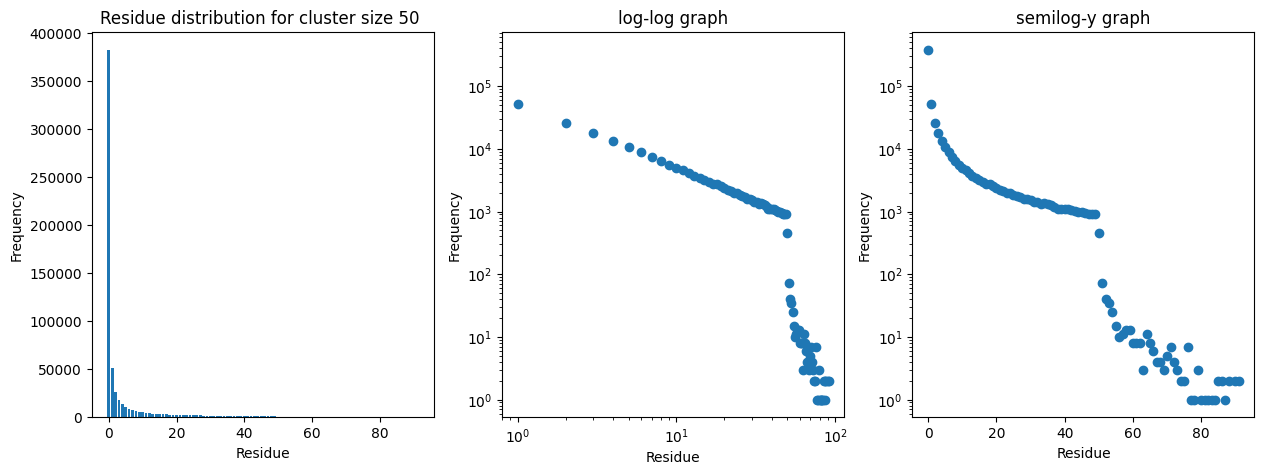 Residue distribution for cluster size 50
400000
350000
300000
250000
200000
150000
100000
50000
0
Frequency
0 20 40 60 80
Residue
log-log graph
10^5
10^4
10^3
10^2
10^1
10^0
Frequency
10^0 10^1 10^2
Residue
semilog-y graph
10^5
10^4
10^3
10^2
10^1
10^0
Frequency
0 20 40 60 80
Residue